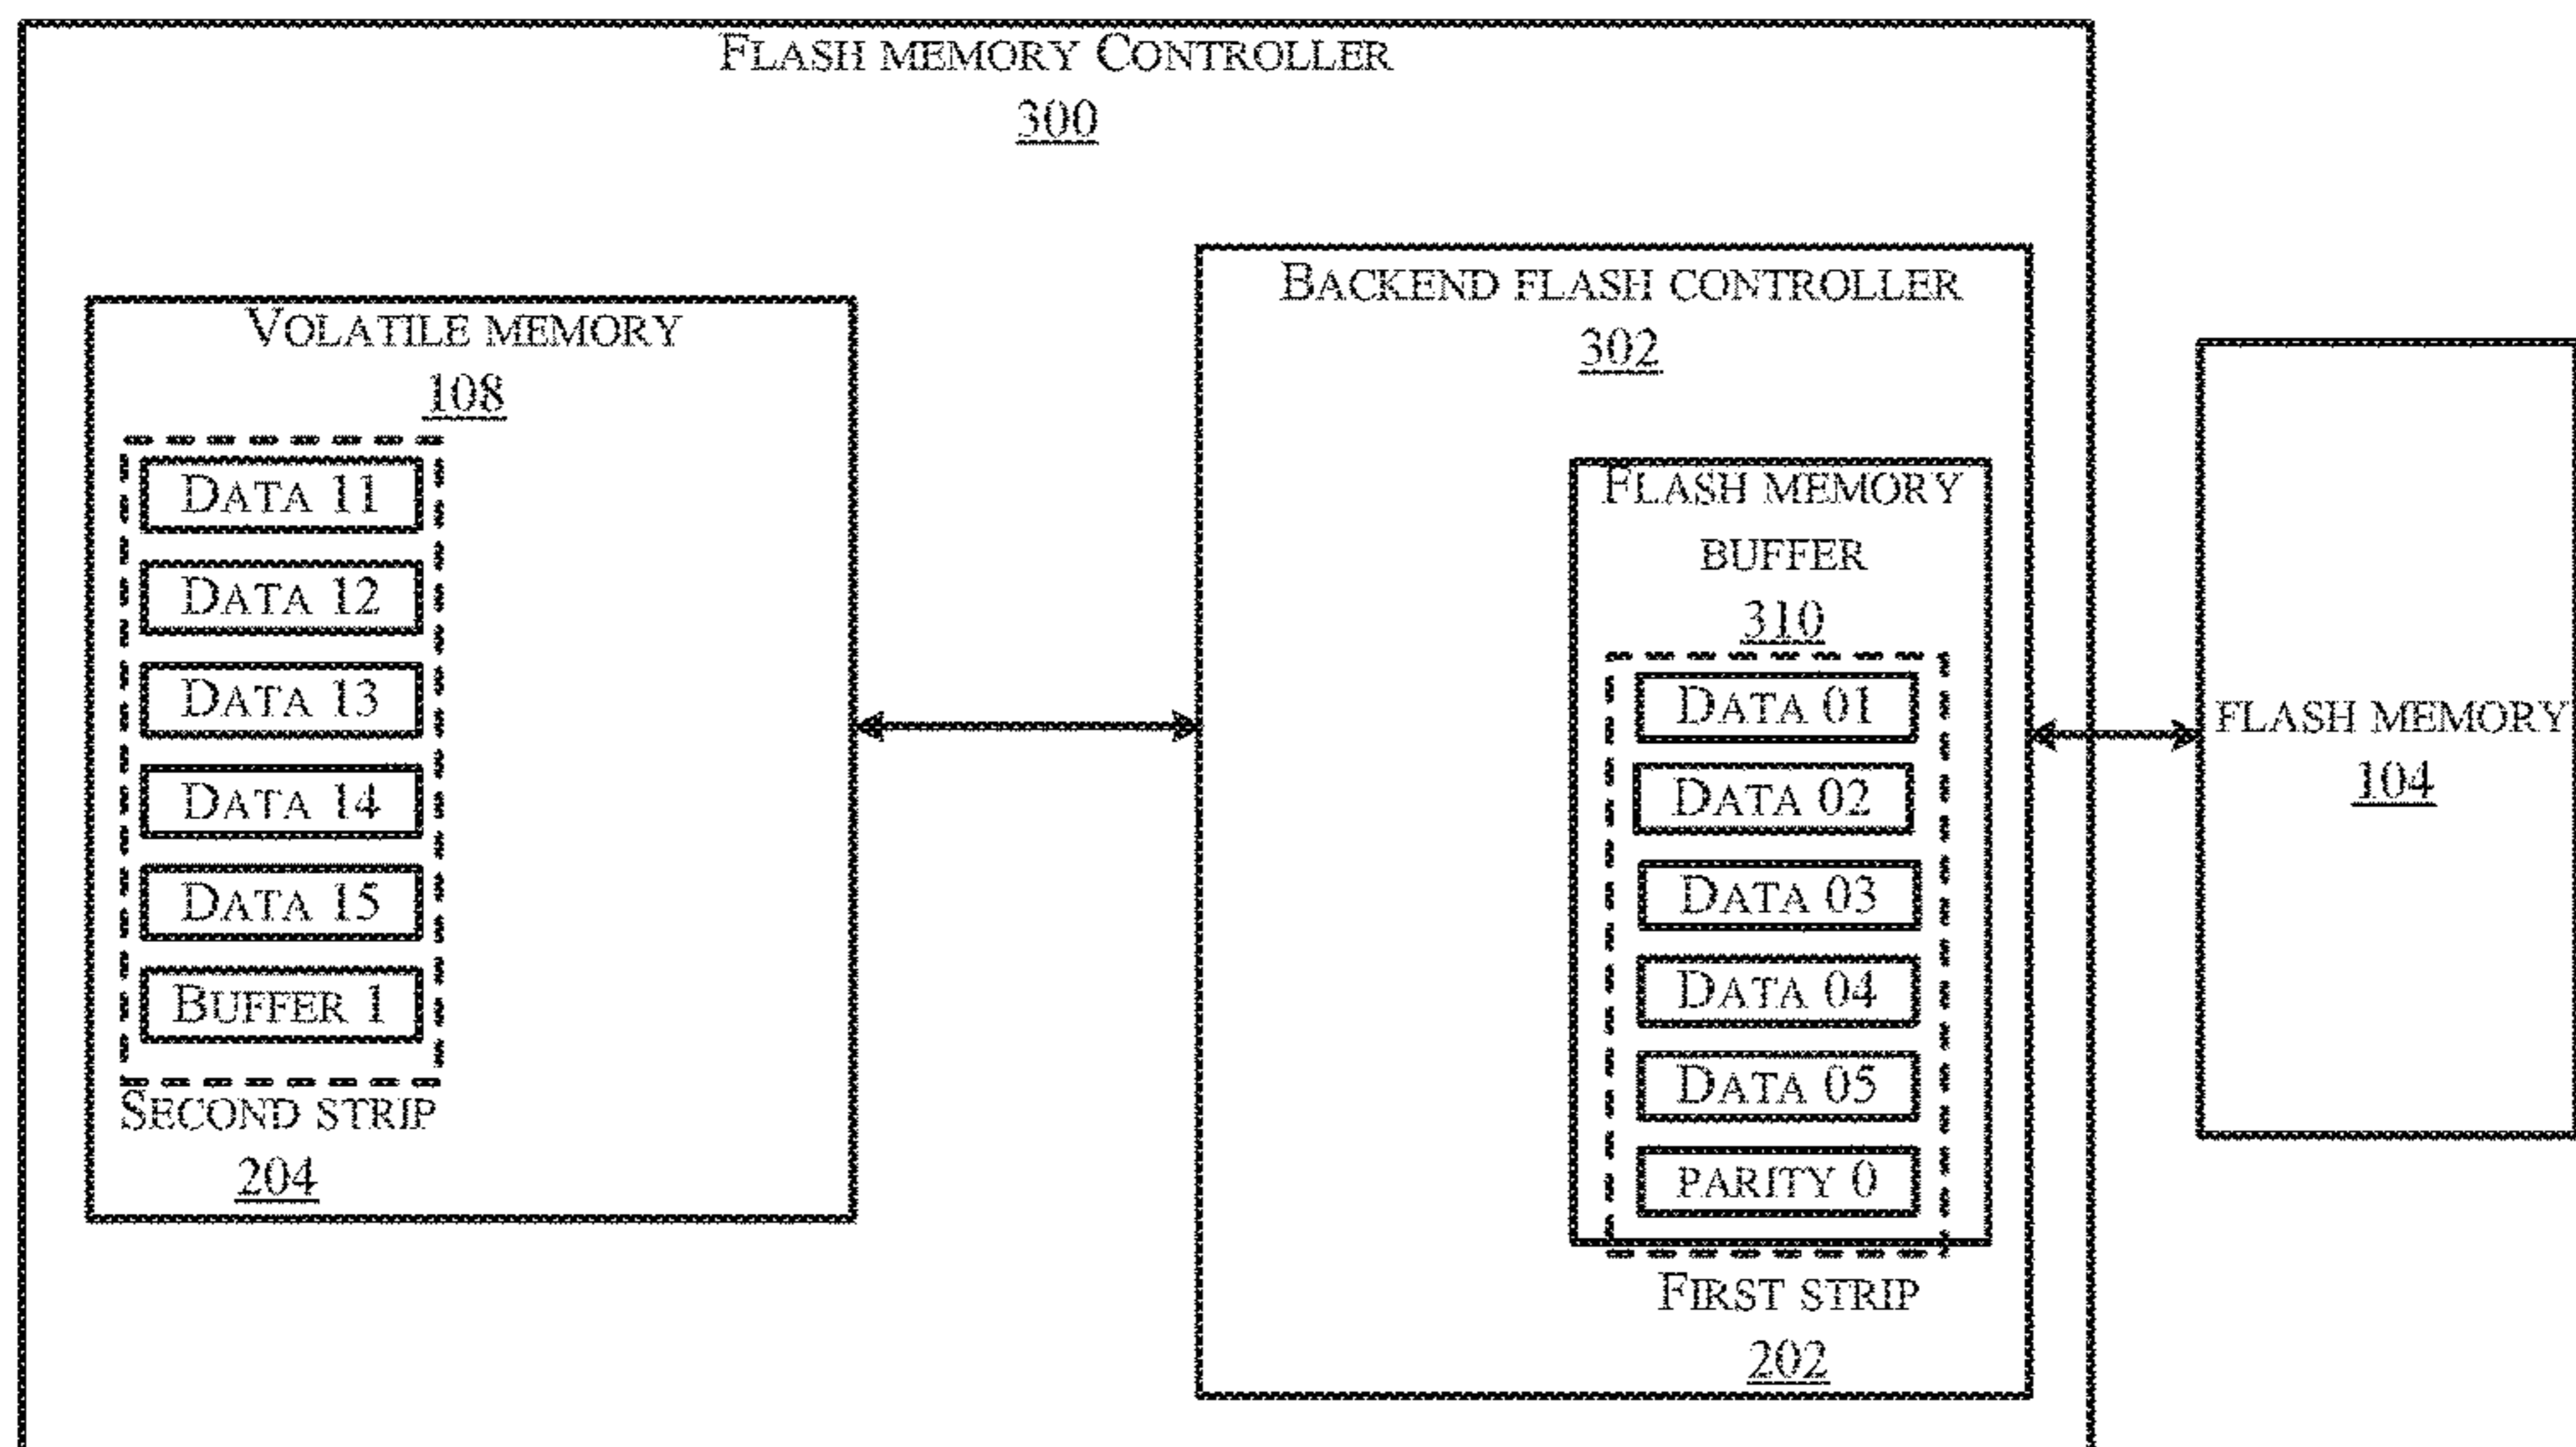 FLASH MEMORY CONTROLLER
300
VOLATILE MEMORY
108
DATA 11
DATA 12
DATA 13
DATA 14
DATA 15
BUFFER 1
SECOND STRIP
204
BACKEND FLASH CONTROLLER
302
FLASH MEMORY
BUFFER
310
DATA 01
DATA 02
DATA 03
DATA 04
DATA 05
PARITY 0
FIRST STRIP
202
FLASH MEMORY
104